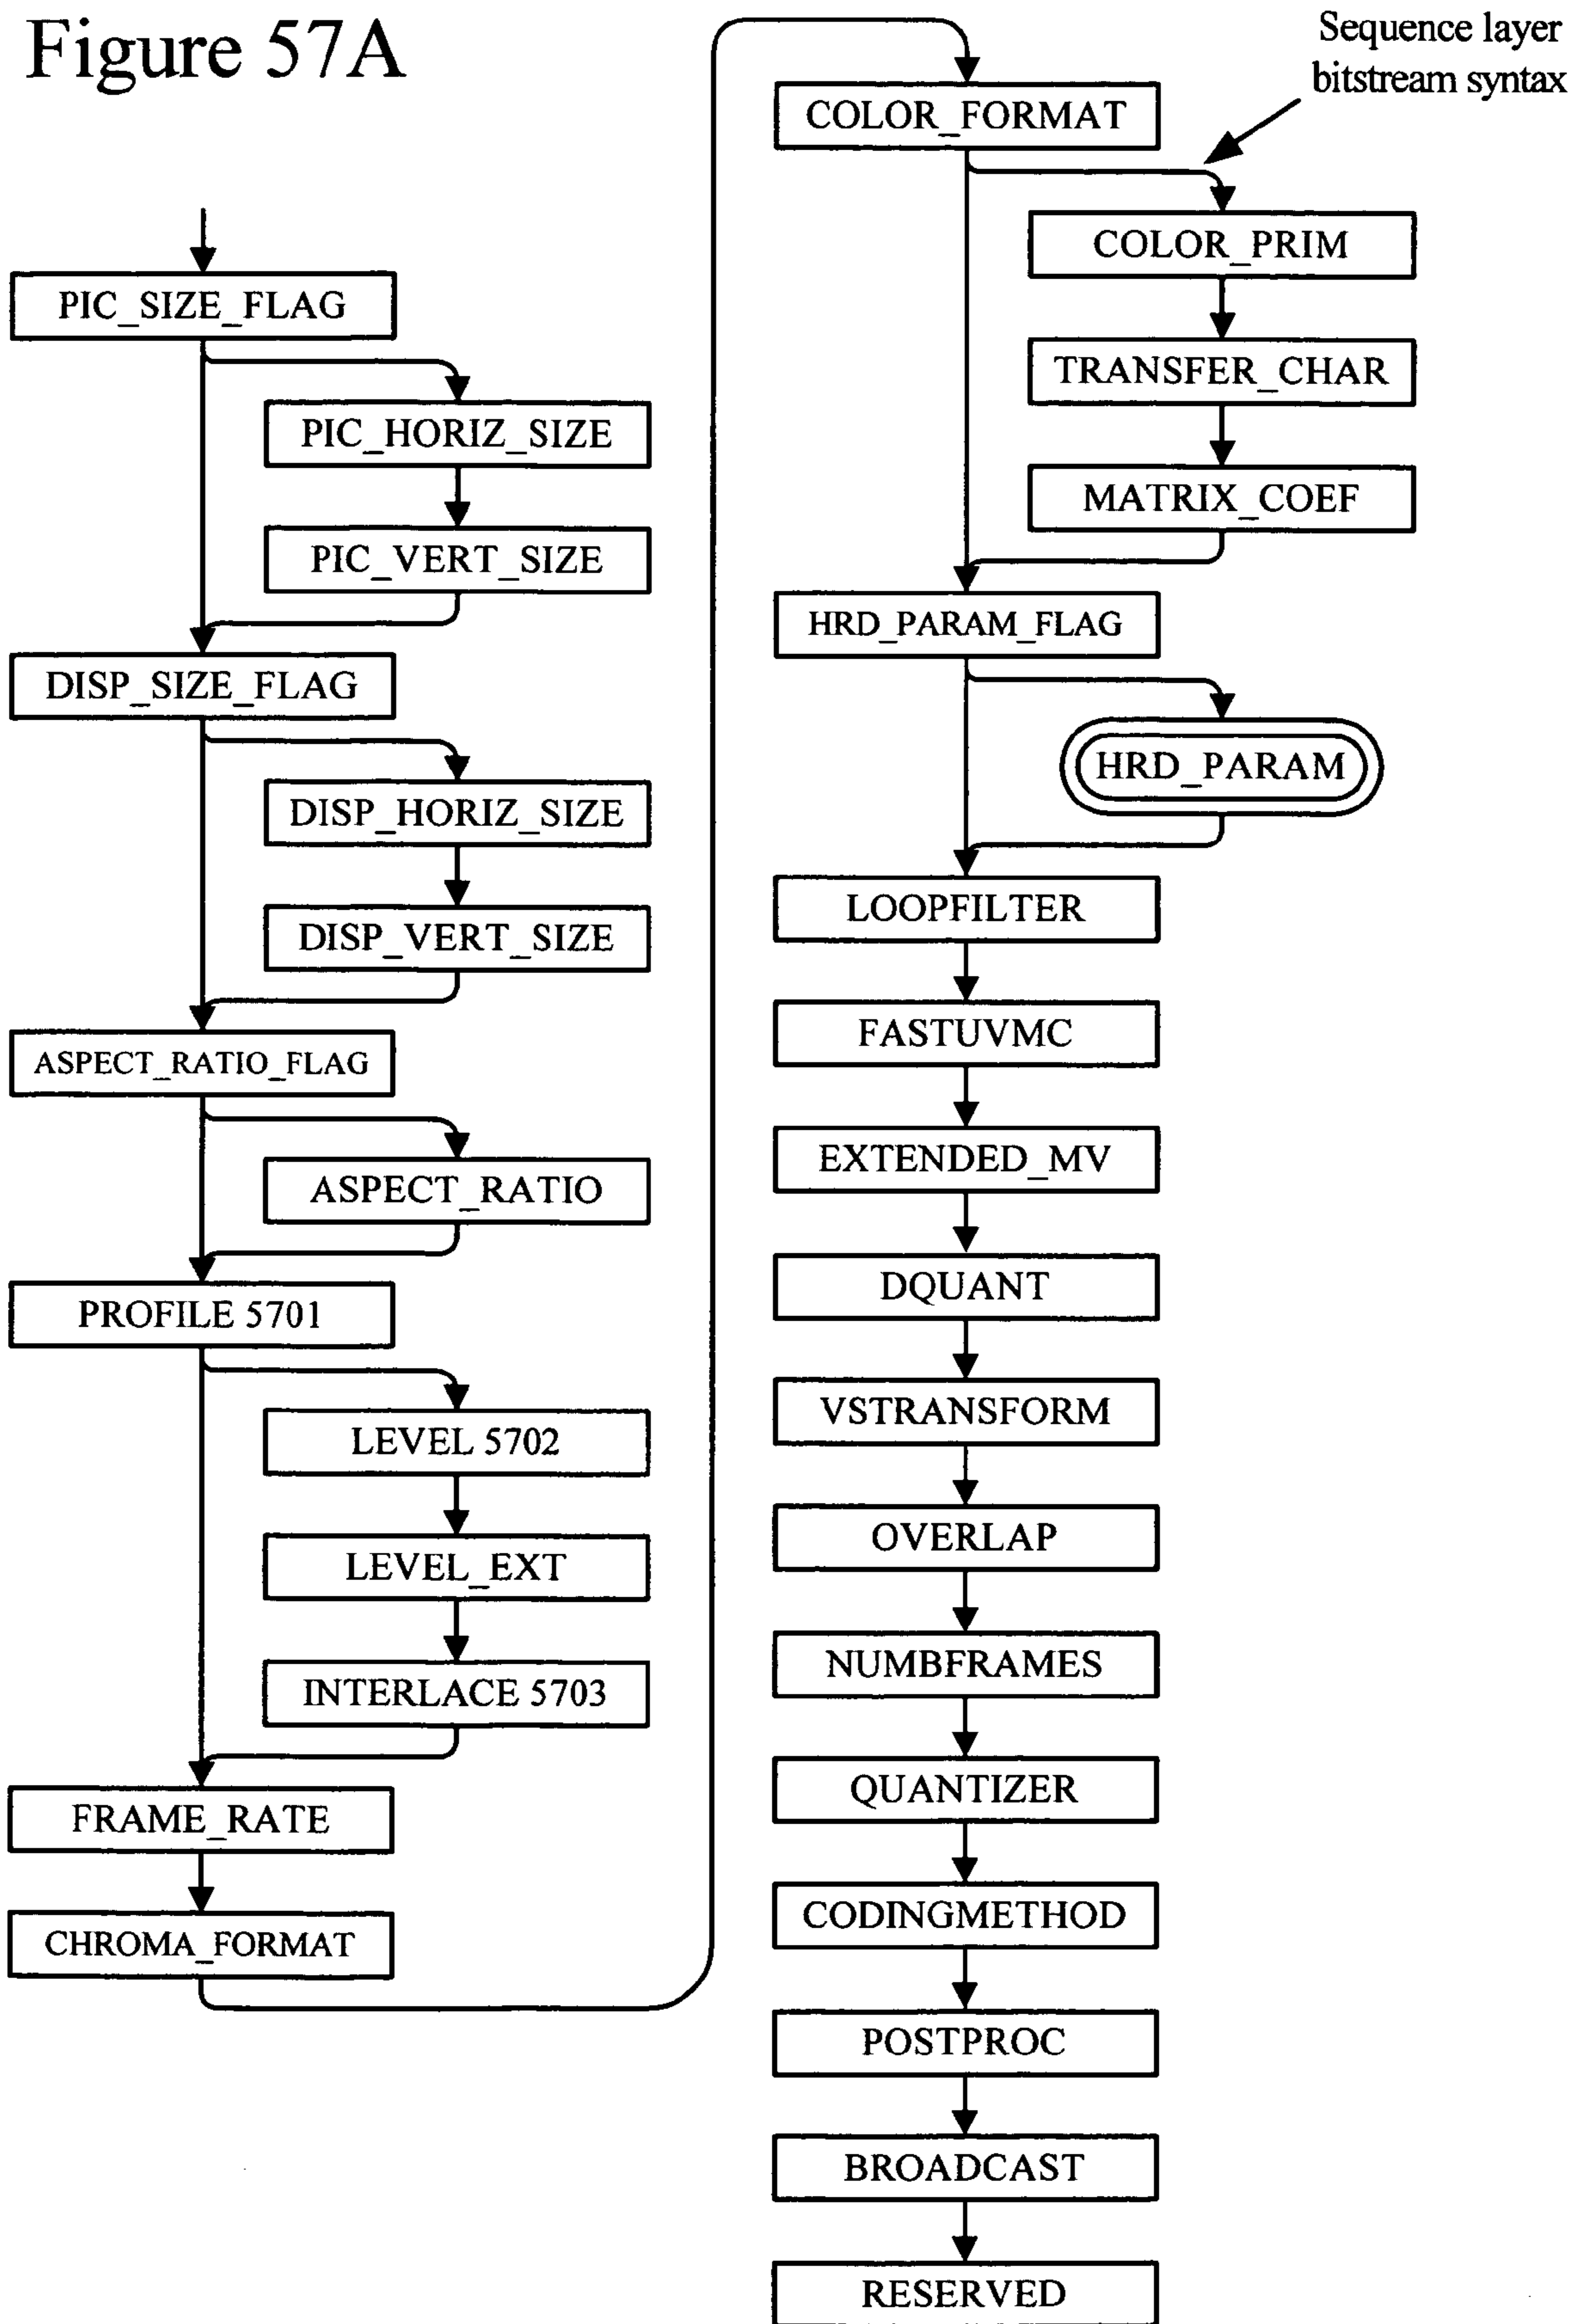 Figure 57A
PIC_SIZE_FLAG
PIC_HORIZ_SIZE
PIC_VERT_SIZE
DISP_SIZE_FLAG
DISP_HORIZ_SIZE
DISP_VERT_SIZE
ASPECT_RATIO_FLAG
ASPECT_RATIO
PROFILE 5701
LEVEL 5702
LEVEL_EXT
INTERLACE 5703
FRAME_RATE
CHROMA_FORMAT
Sequence layer
bitstream syntax
COLOR_FORMAT
COLOR_PRIM
TRANSFER_CHAR
MATRIX_COEF
HRD_PARAM_FLAG
HRD_PARAM
LOOPFILTER
FASTUVMC
EXTENDED_MV
DQUANT
VSTRANSFORM
OVERLAP
NUMBFRAMES
QUANTIZER
CODINGMETHOD
POSTPROC
BROADCAST
RESERVED